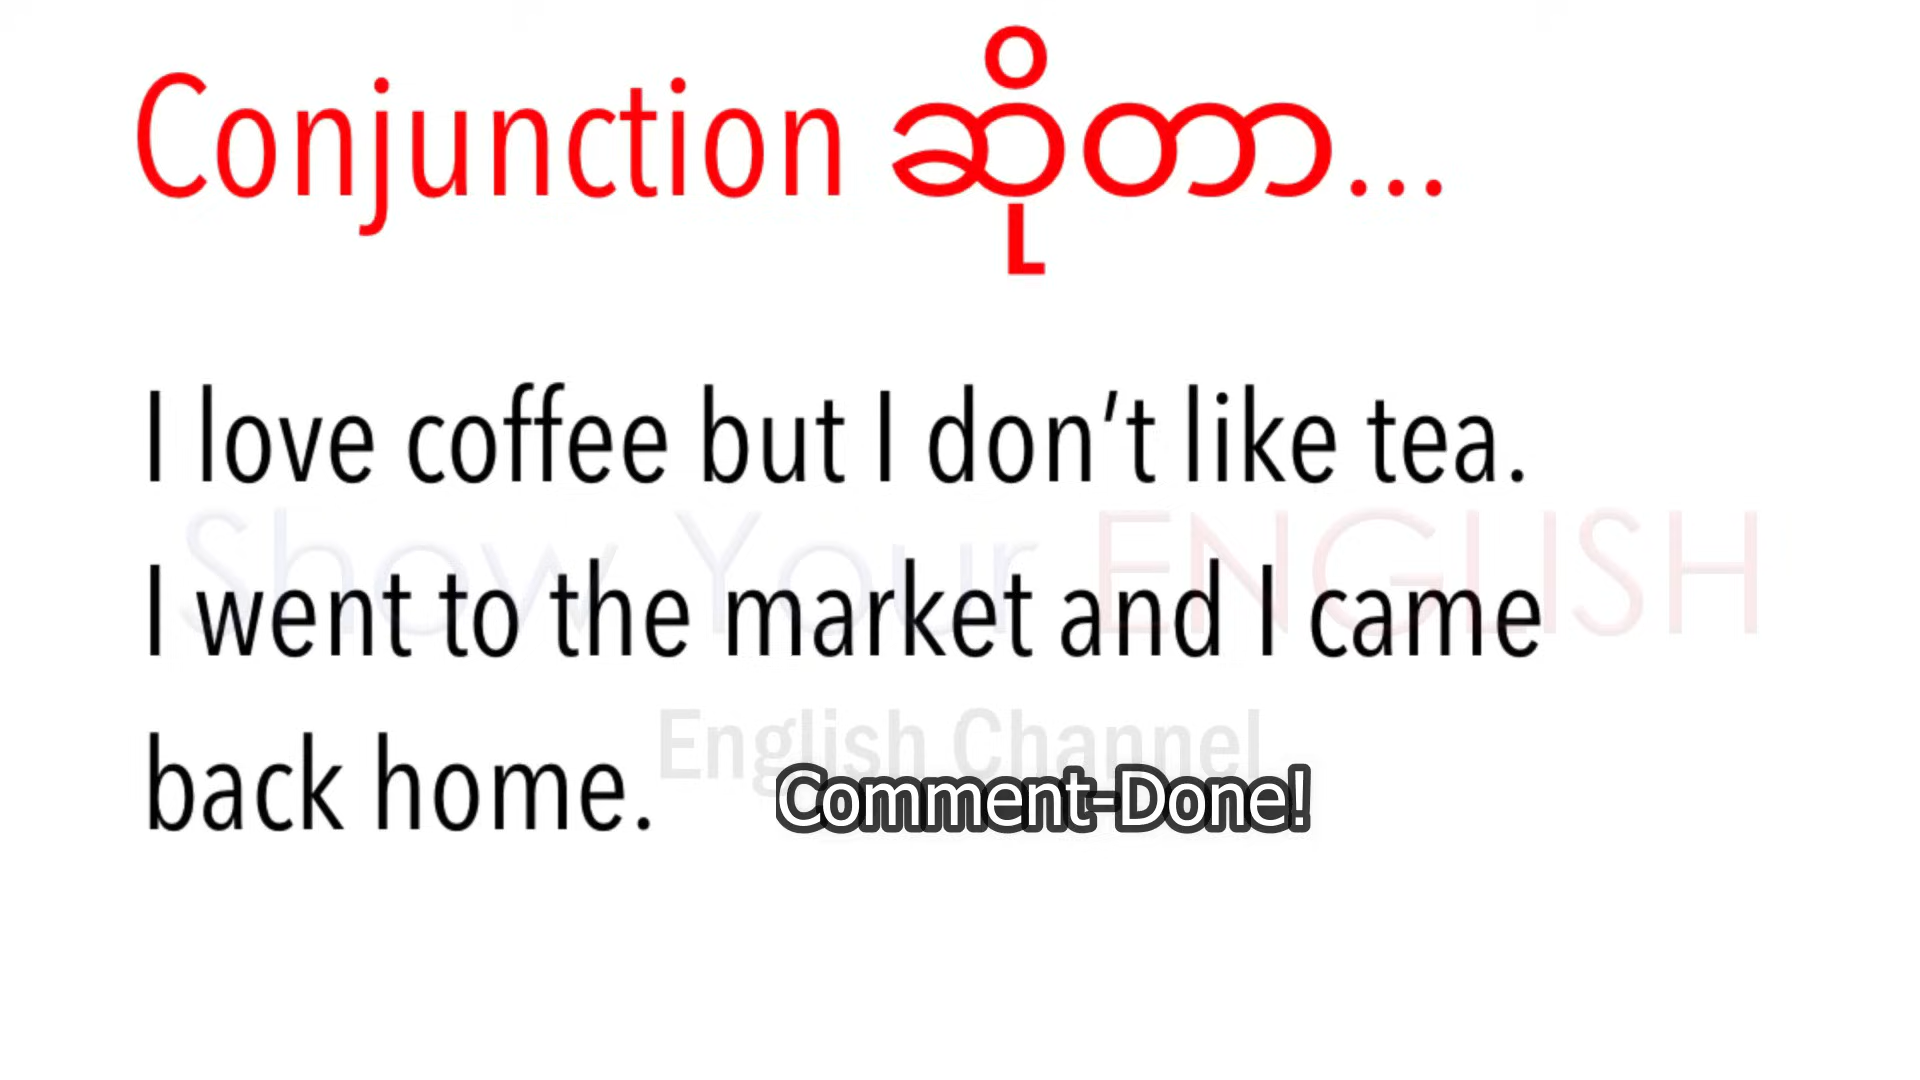 Conjunction ဆိုတာ...
I love coffee but I don’t like tea.
Show Your ENGLISH
I went to the market and I came
English Channel
back home.
Comment-Done!